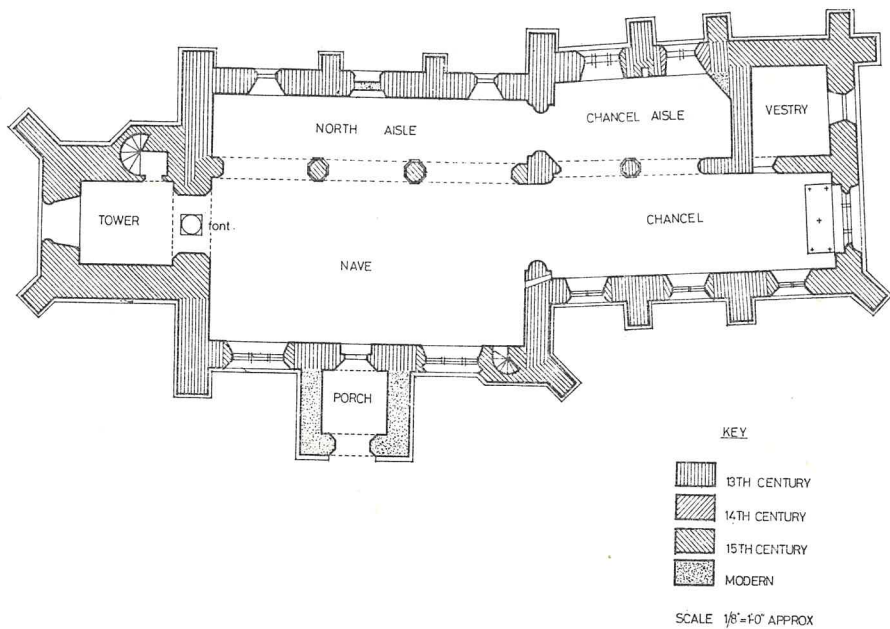 NORTH AISLE
CHANCEL AISLE
VESTRY
TOWER
font.
CHANCEL
NAVE
PORCH
KEY
13TH CENTURY
14TH CENTURY
15TH CENTURY
MODERN
SCALE 1/8"=1'0" APPROX